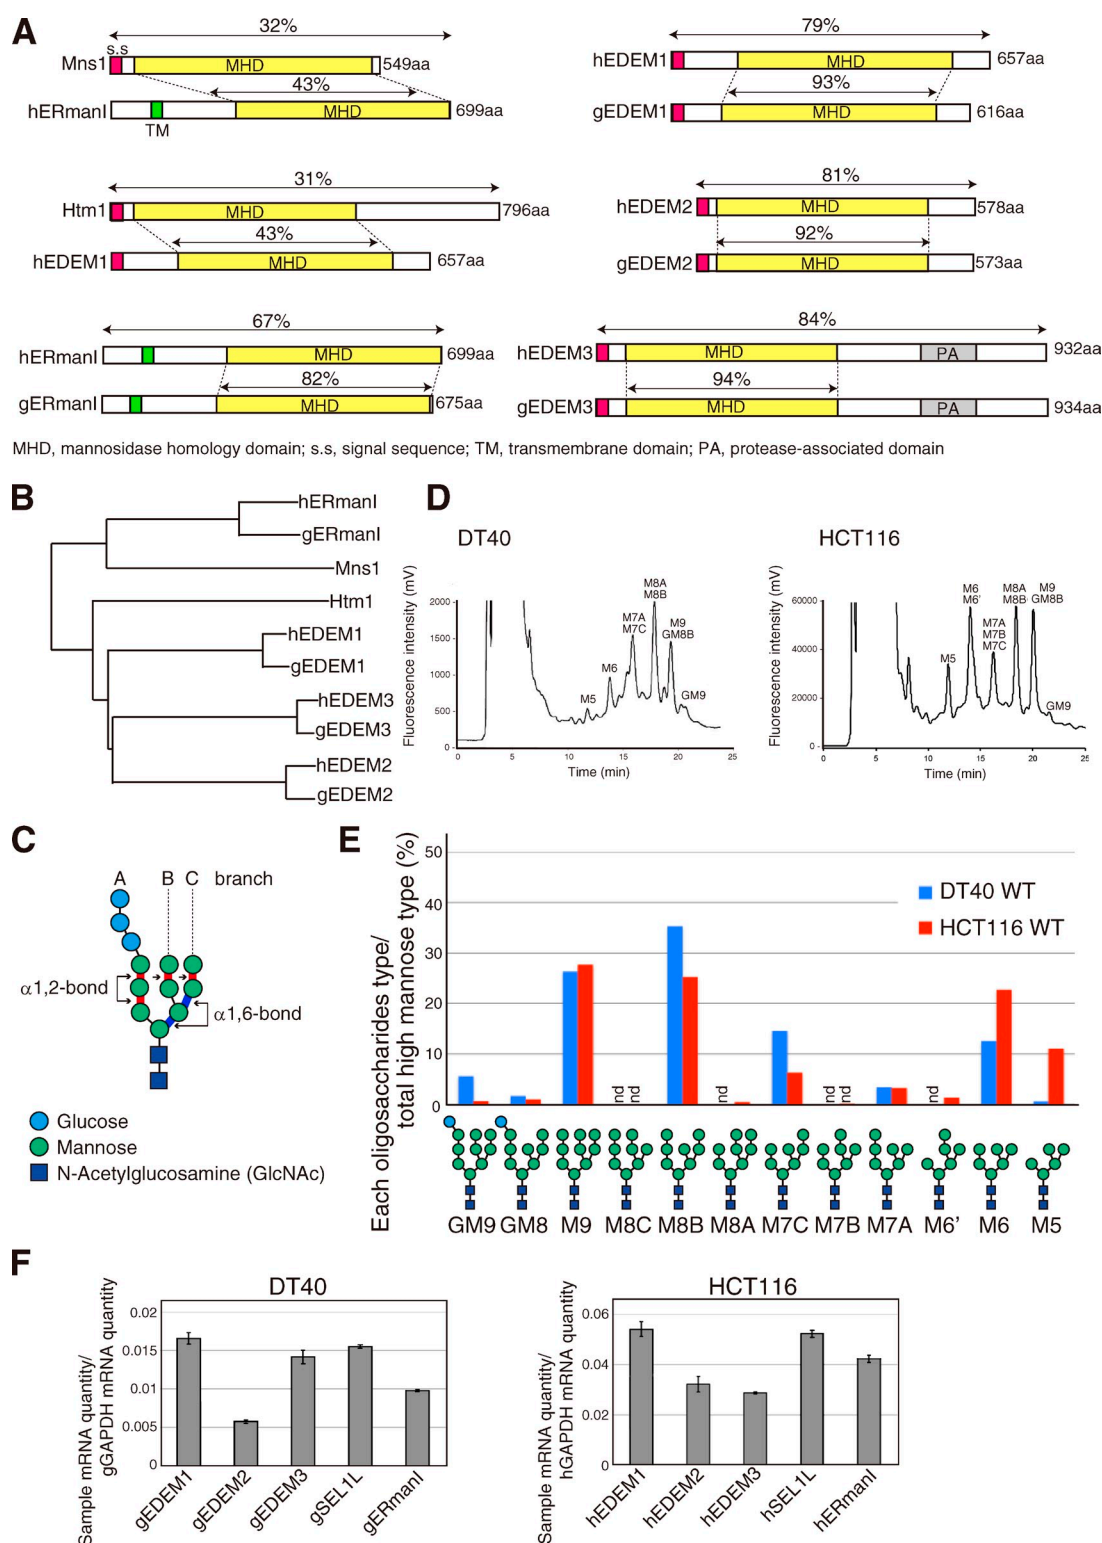 A
32%
s.s
Mns1
MHD
549aa
43%
hERmanI
MHD
699aa
TM
79%
hEDEM1
MHD
657aa
93%
gEDEM1
MHD
616aa
31%
Htm1
MHD
796aa
43%
hEDEM1
MHD
657aa
81%
hEDEM2
MHD
578aa
92%
gEDEM2
MHD
573aa
67%
hERmanI
MHD
699aa
82%
gERmanI
MHD
675aa
84%
hEDEM3
MHD
PA
932aa
94%
gEDEM3
MHD
PA
934aa
MHD, mannosidase homology domain; s.s, signal sequence; TM, transmembrane domain; PA, protease-associated domain
B
hERmanI
gERmanI
Mns1
Htm1
hEDEM1
gEDEM1
hEDEM3
gEDEM3
hEDEM2
gEDEM2
D
DT40
Fluorescence intensity (mV)
2000
1500
1000
500
0
M5
M6
M7A
M7C
M8A
M8B
M9
GM8B
GM9
0 5 10 15 20 25
Time (min)
HCT116
Fluorescence intensity (mV)
60000
40000
20000
0
M5
M6
M6'
M7A
M7B
M7C
M8A
M8B
M9
GM8B
GM9
0 5 10 15 20 25
Time (min)
C
A B C branch
α1,2-bond
α1,6-bond
Glucose
Mannose
N-Acetylglucosamine (GlcNAc)
E
Each oligosaccharides type/
total high mannose type (%)
50
40
30
20
10
0
DT40 WT
HCT116 WT
nd nd nd nd nd nd
GM9 GM8 M9 M8C M8B M8A M7C M7B M7A M6' M6 M5
F
DT40
Sample mRNA quantity/
gGAPDH mRNA quantity
0.02
0.015
0.01
0.005
0
gEDEM1
gEDEM2
gEDEM3
gSEL1L
gERmanI
HCT116
Sample mRNA quantity/
hGAPDH mRNA quantity
0.06
0.04
0.02
0
hEDEM1
hEDEM2
hEDEM3
hSEL1L
hERmanI